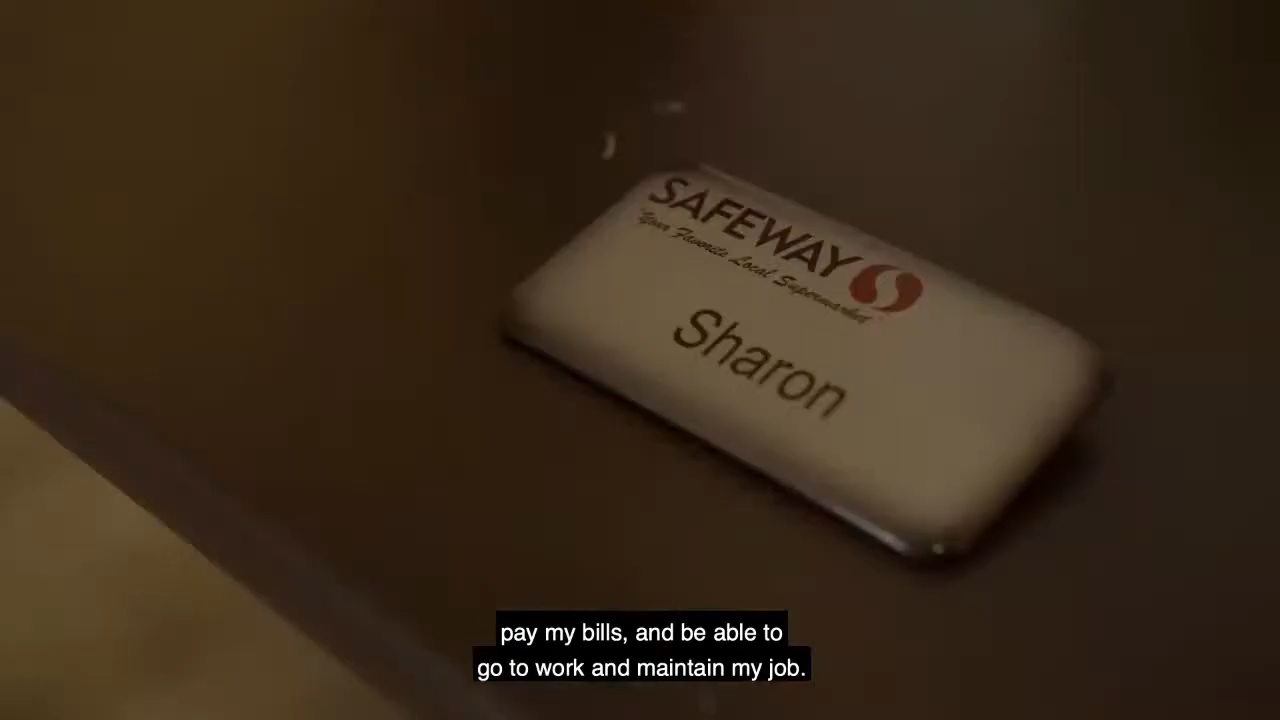 SAFEWAY
"Your Favorite Local Supermarket"
Sharon
pay my bills, and be able to
go to work and maintain my job.